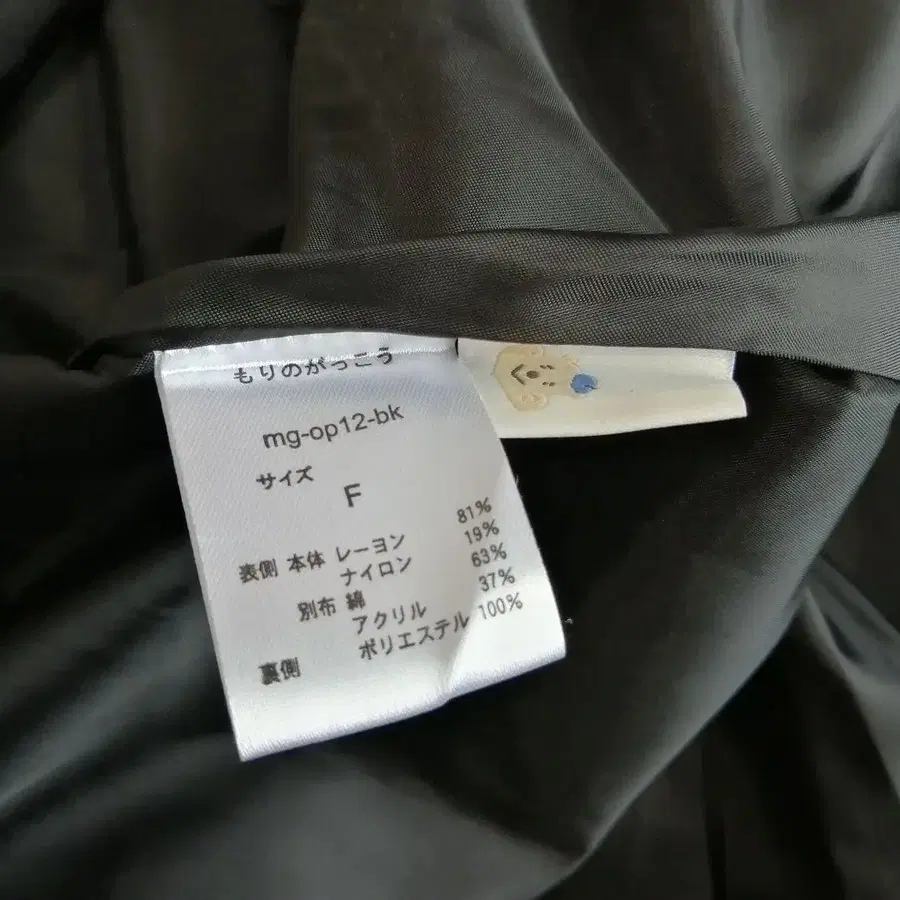 もりのがっこう
mg-op12-bk
サイズ
F
表側 本体 レーヨン 81%
ナイロン 19%
別布 綿 63%
アクリル 37%
裏側 ポリエステル 100%